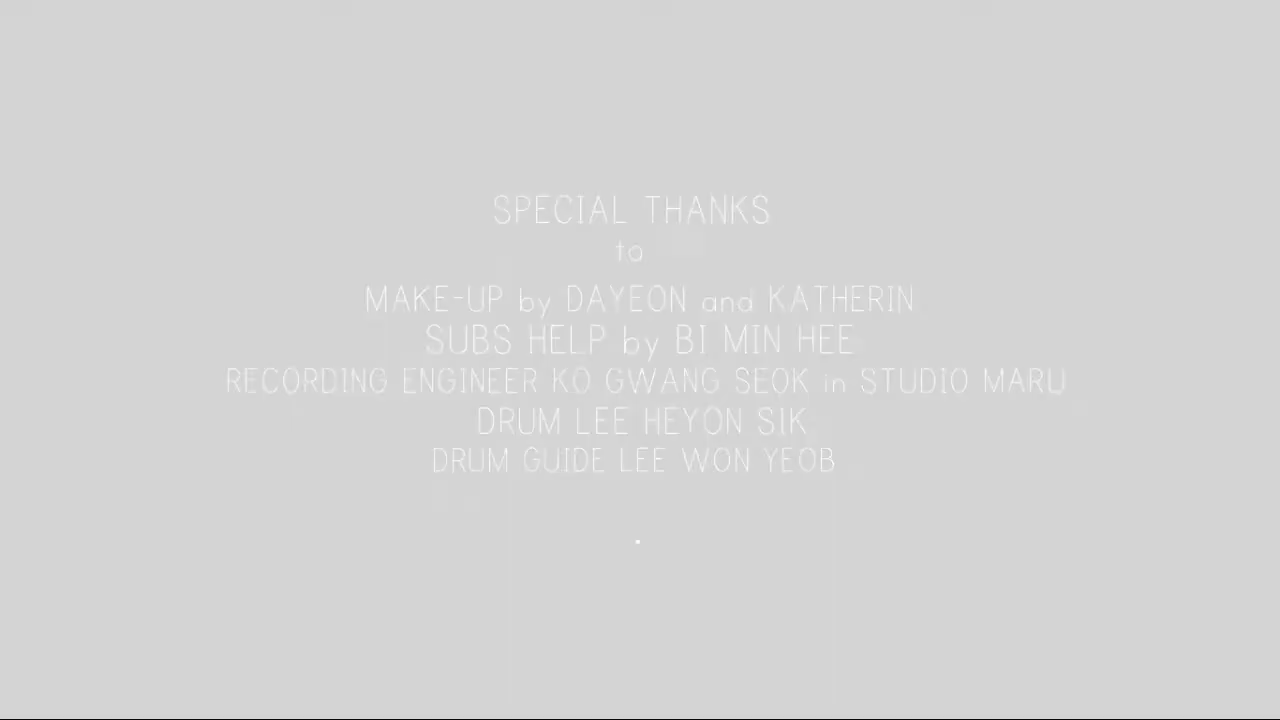 SPECIAL THANKS
to
MAKE-UP by DAYEON and KATHERIN
SUBS HELP by BI MIN HEE
RECORDING ENGINEER KO GWANG SEOK in STUDIO MARU
DRUM LEE HEYON SIK
DRUM GUIDE LEE WON YEOB
.